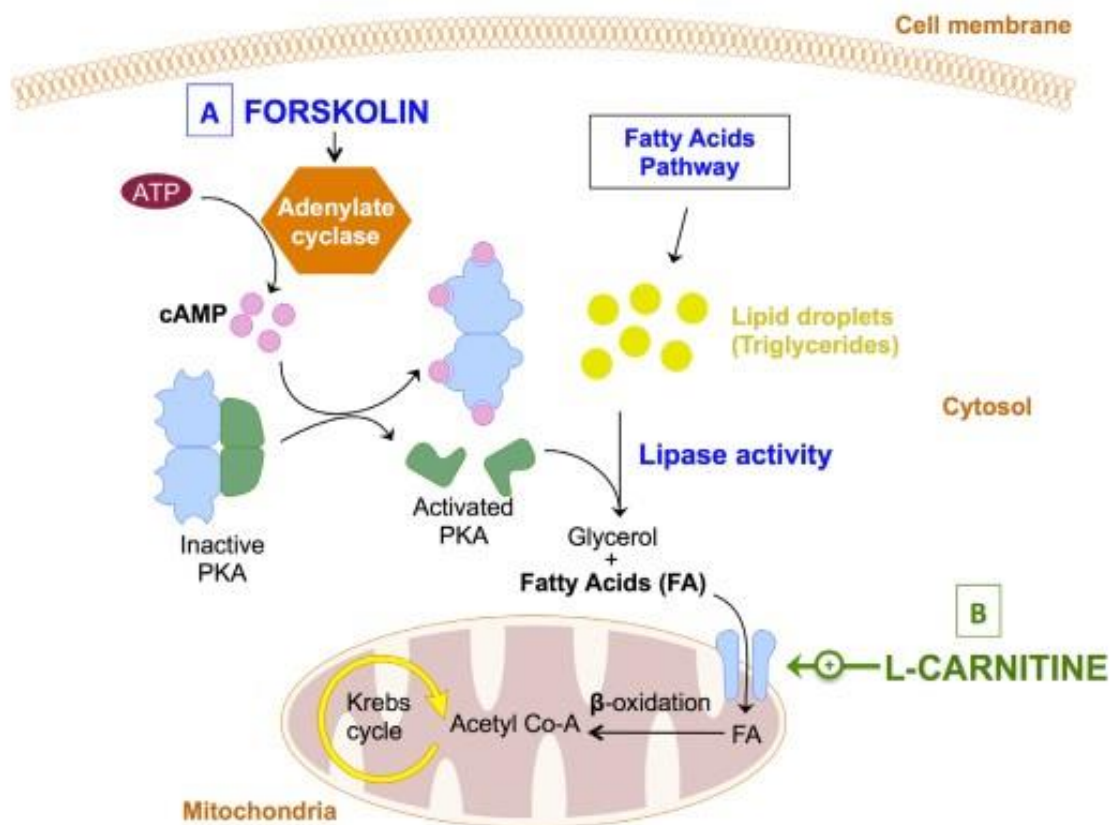 Cell membrane
A FORSKOLIN
Fatty Acids
Pathway
ATP
Adenylate
cyclase
cAMP
Lipid droplets
(Triglycerides)
Cytosol
Lipase activity
Activated
PKA
Inactive
PKA
Glycerol
+
Fatty Acids (FA)
B
+ L-CARNITINE
Krebs
cycle
Acetyl Co-A
β-oxidation
FA
Mitochondria